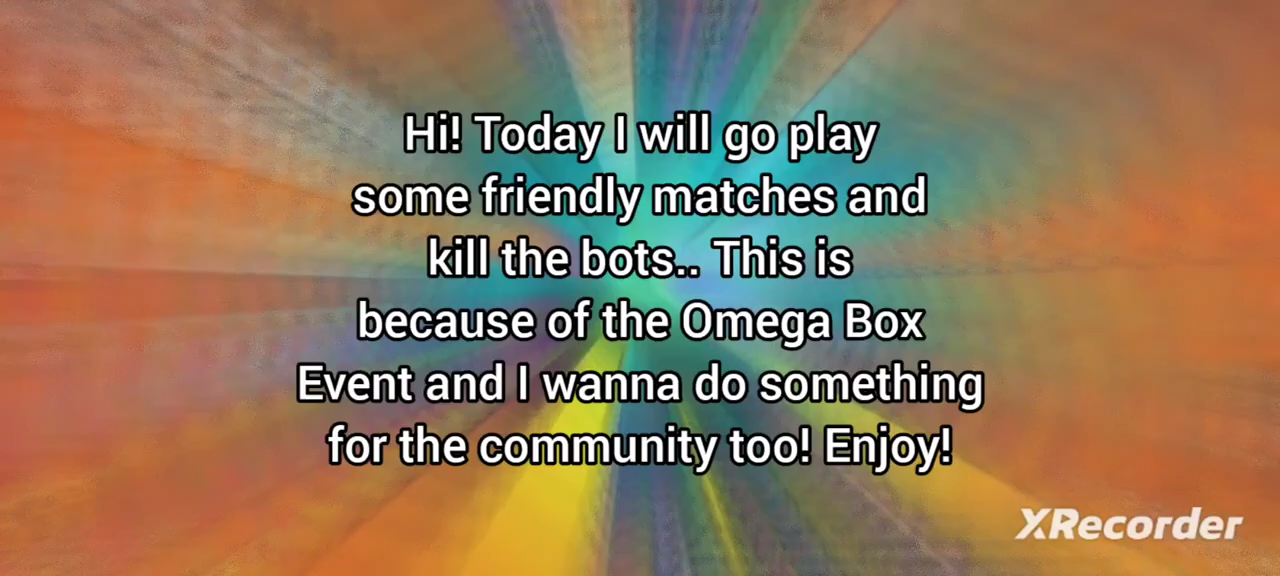 Hi! Today I will go play
some friendly matches and
kill the bots.. This is
because of the Omega Box
Event and I wanna do something
for the community too! Enjoy!
XRecorder